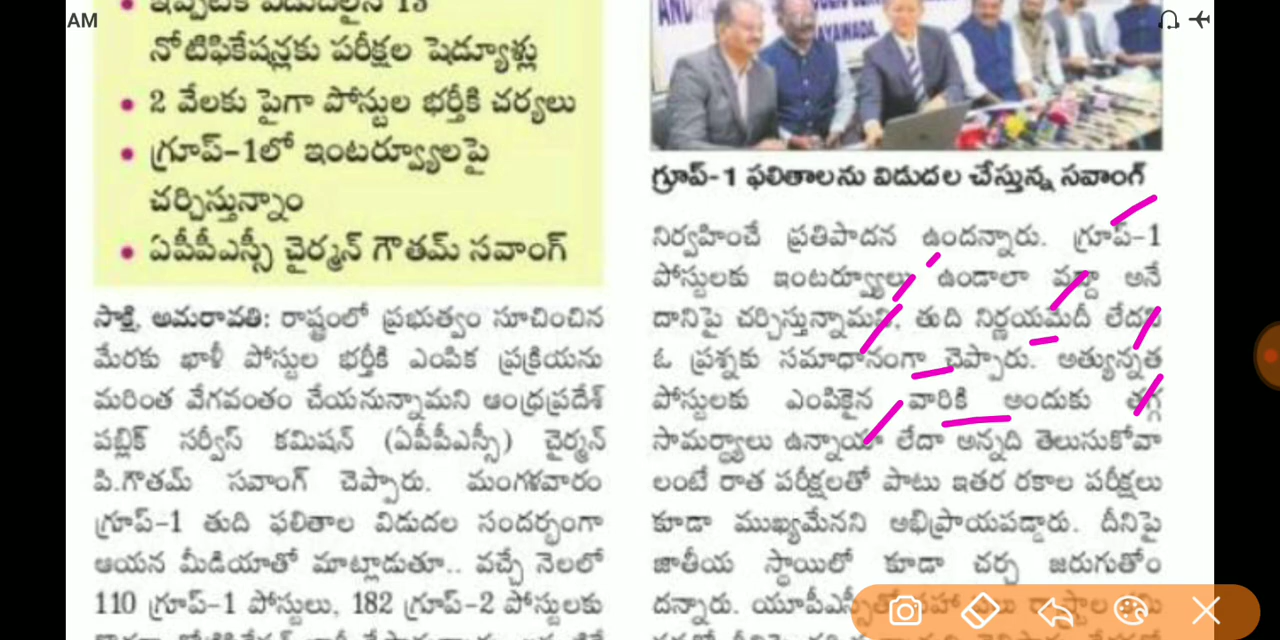 AM
ఇప్పటికే విడుదలైన 13
నోటిఫికేషన్లకు పరీక్షల షెడ్యూళ్లు
2 వేలకు పైగా పోస్టుల భర్తీకి చర్యలు
గ్రూప్-1లో ఇంటర్వ్యూలపై
చర్చిస్తున్నాం
ఏపీపీఎస్సీ చైర్మన్ గౌతమ్ సవాంగ్
సాక్షి, అమరావతి: రాష్ట్రంలో ప్రభుత్వం సూచించిన
మేరకు ఖాళీ పోస్టుల భర్తీకి ఎంపిక ప్రక్రియను
మరింత వేగవంతం చేయనున్నామని ఆంధ్రప్రదేశ్
పబ్లిక్ సర్వీస్ కమిషన్ (ఏపీపీఎస్సీ) చైర్మన్
పి.గౌతమ్ సవాంగ్ చెప్పారు. మంగళవారం
గ్రూప్-1 తుది ఫలితాల విడుదల సందర్భంగా
ఆయన మీడియాతో మాట్లాడుతూ.. వచ్చే నెలలో
110 గ్రూప్-1 పోస్టులు, 182 గ్రూప్-2 పోస్టులకు
AYAWADA.
గ్రూప్-1 ఫలితాలను విడుదల చేస్తున్న సవాంగ్
నిర్వహించే ప్రతిపాదన ఉందన్నారు. గ్రూప్-1
పోస్టులకు ఇంటర్వ్యూలు ఉండాలా వద్దా అనే
దానిపై చర్చిస్తున్నామని, తుది నిర్ణయమేదీ లేదని
ఓ ప్రశ్నకు సమాధానంగా చెప్పారు. అత్యున్నత
పోస్టులకు ఎంపికైన వారికి అందుకు తగ్గ
సామర్థ్యాలు ఉన్నాయా లేదా అన్నది తెలుసుకోవా
లంటే రాత పరీక్షలతో పాటు ఇతర రకాల పరీక్షలు
కూడా ముఖ్యమేనని అభిప్రాయపడ్డారు. దీనిపై
జాతీయ స్థాయిలో కూడా చర్చ జరుగుతోం
దన్నారు.